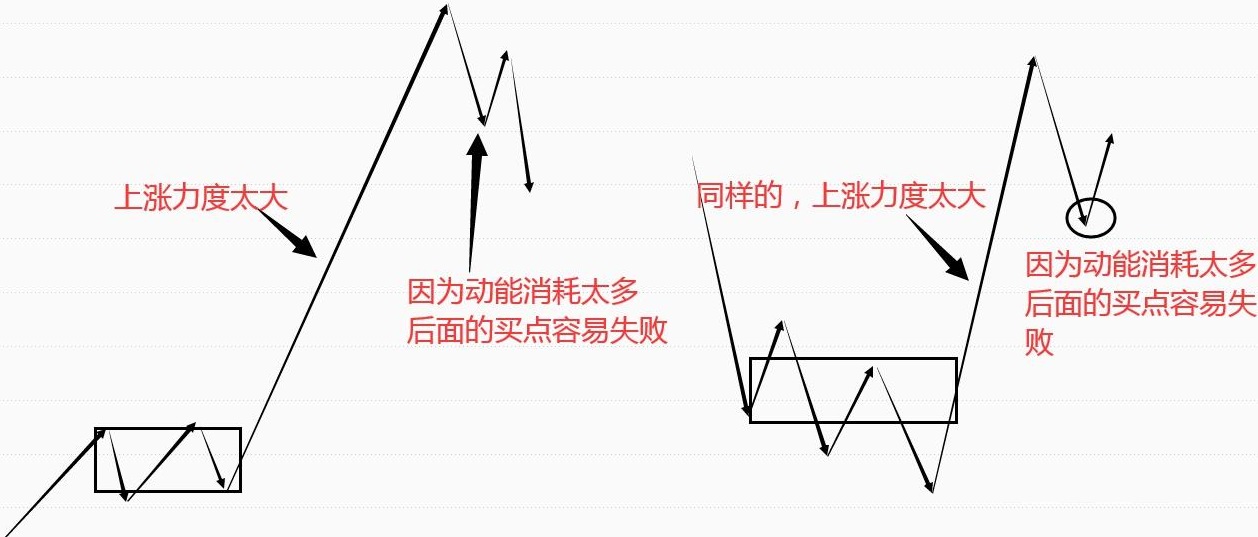 上涨力度太大
因为动能消耗太多
后面的买点容易失败
同样的，上涨力度太大
因为动能消耗太多
后面的买点容易失
败